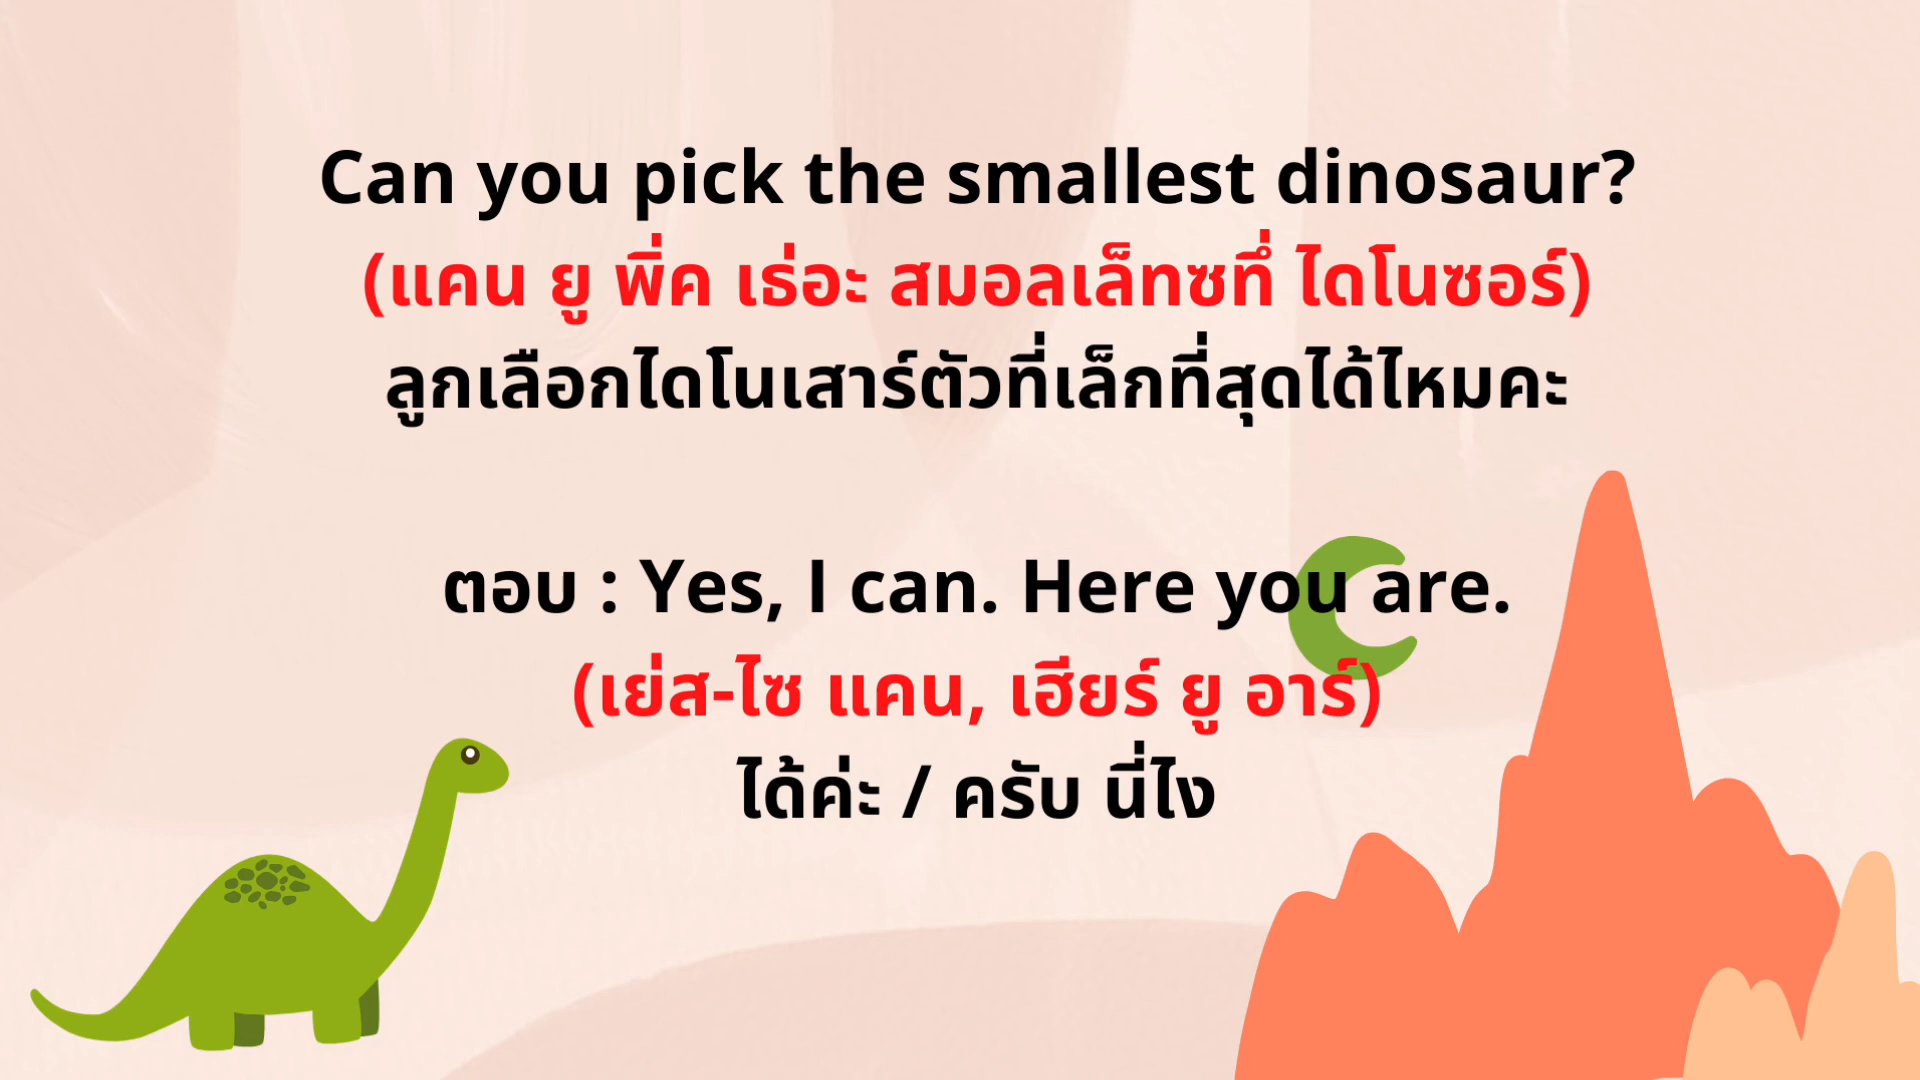 Can you pick the smallest dinosaur?
(แคน ยู พิ่ค เธ่อะ สมอลเล็ทซทึ่ ไดโนซอร์)
ลูกเลือกไดโนเสาร์ตัวที่เล็กที่สุดได้ไหมคะ
ตอบ : Yes, I can. Here you are.
(เย่ส-ไซ แคน, เฮียร์ ยู อาร์)
ได้ค่ะ / ครับ นี่ไง